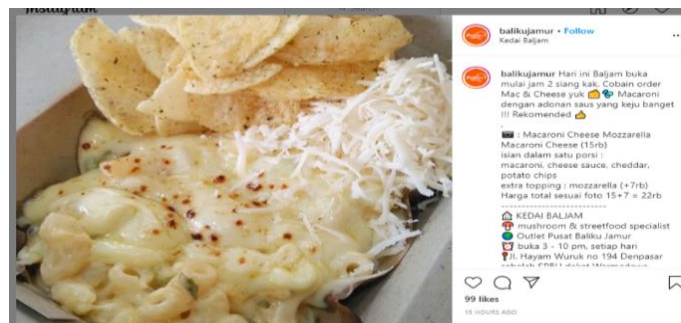 Instagram
balikujamur • Follow
Kedai Baljam
balikujamur Hari ini Baljam buka
mulai jam 2 siang kak. Cobain order
Mac & Cheese yuk 👍🧀 Macaroni
dengan adonan saus yang keju banget
!!! Rekomended 👍
.
📷 : Macaroni Cheese Mozzarella
Macaroni Cheese (15rb)
isian dalam satu porsi :
macaroni, cheese sauce, cheddar,
potato chips
extra topping : mozzarella (+7rb)
Harga total sesuai foto 15+7 = 22rb
------------------------
🏠 KEDAI BALJAM
🍄 mushroom & streetfood specialist
🌏 Outlet Pusat Baliku Jamur
⏰ buka 3 - 10 pm, setiap hari
📍Jl. Hayam Wuruk no 194 Denpasar
99 likes
15 HOURS AGO